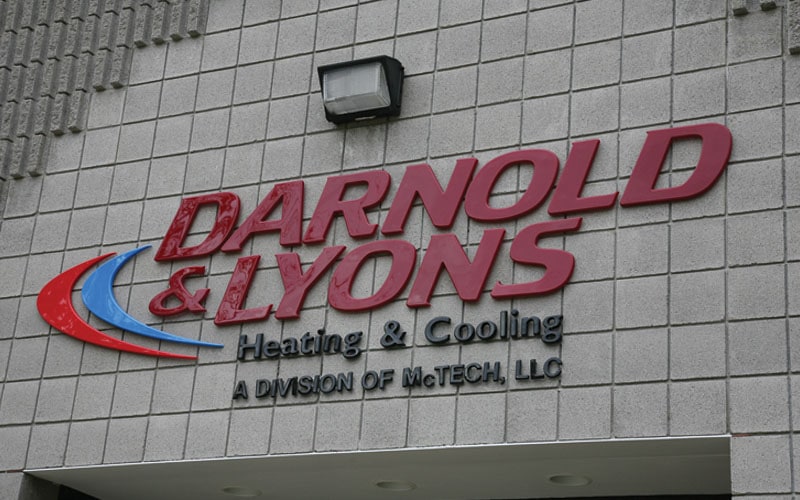 DARNOLD
& LYONS
Heating & Cooling
A DIVISION OF McTECH, LLC